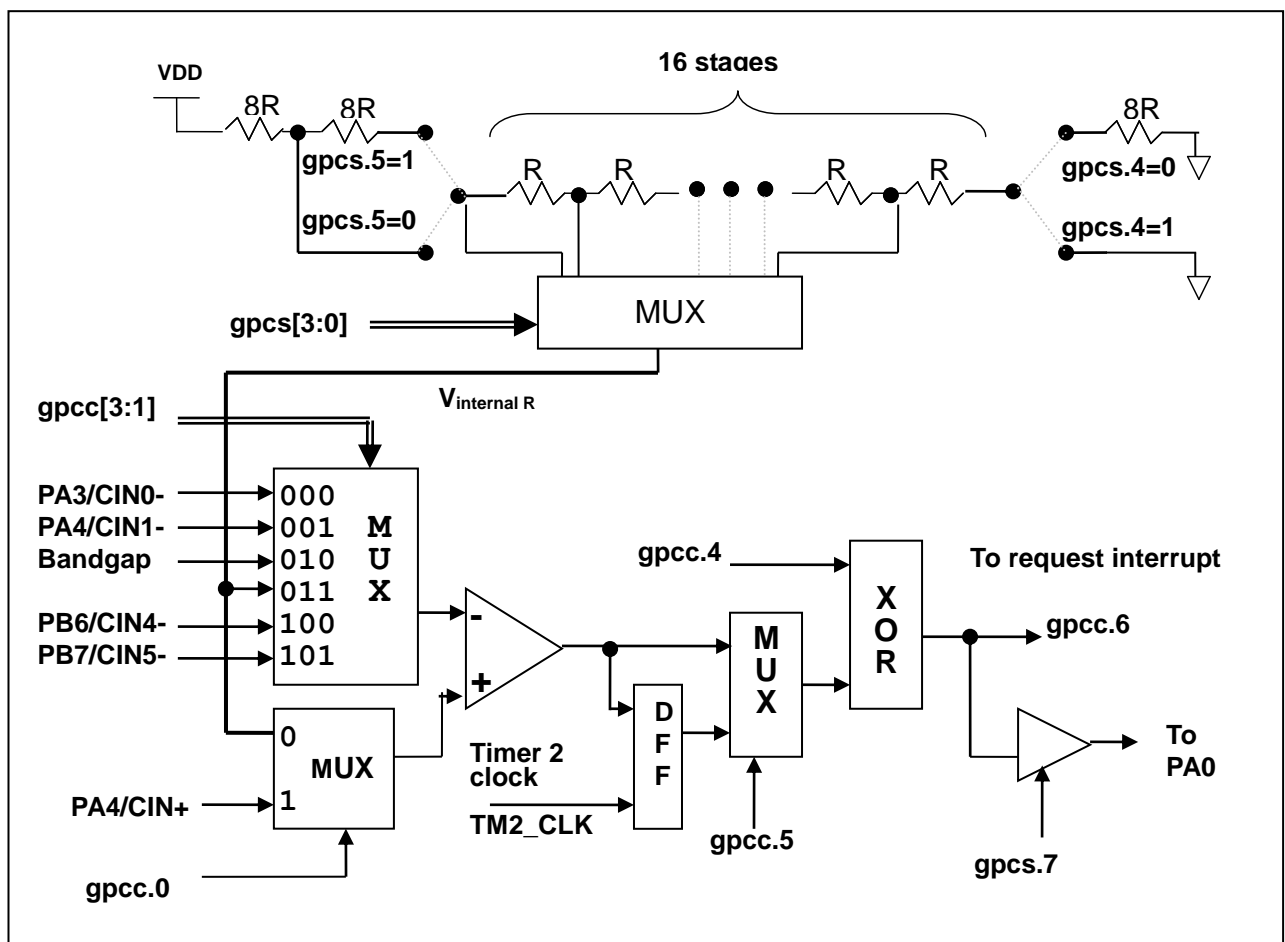 16 stages
VDD
8R
8R
8R
gpcs.5=1
R
R
R
R
gpcs.4=0
gpcs.5=0
gpcs.4=1
MUX
gpcs[3:0]
Vinternal R
gpcc[3:1]
PA3/CIN0-
000
PA4/CIN1-
001
Bandgap
010
011
PB6/CIN4-
100
PB7/CIN5-
101
M
U
X
-
+
gpcc.4
To request interrupt
X
O
R
gpcc.6
M
U
X
D
F
F
0
MUX
1
PA4/CIN+
gpcc.0
Timer 2
clock
TM2_CLK
gpcc.5
To
PA0
gpcs.7